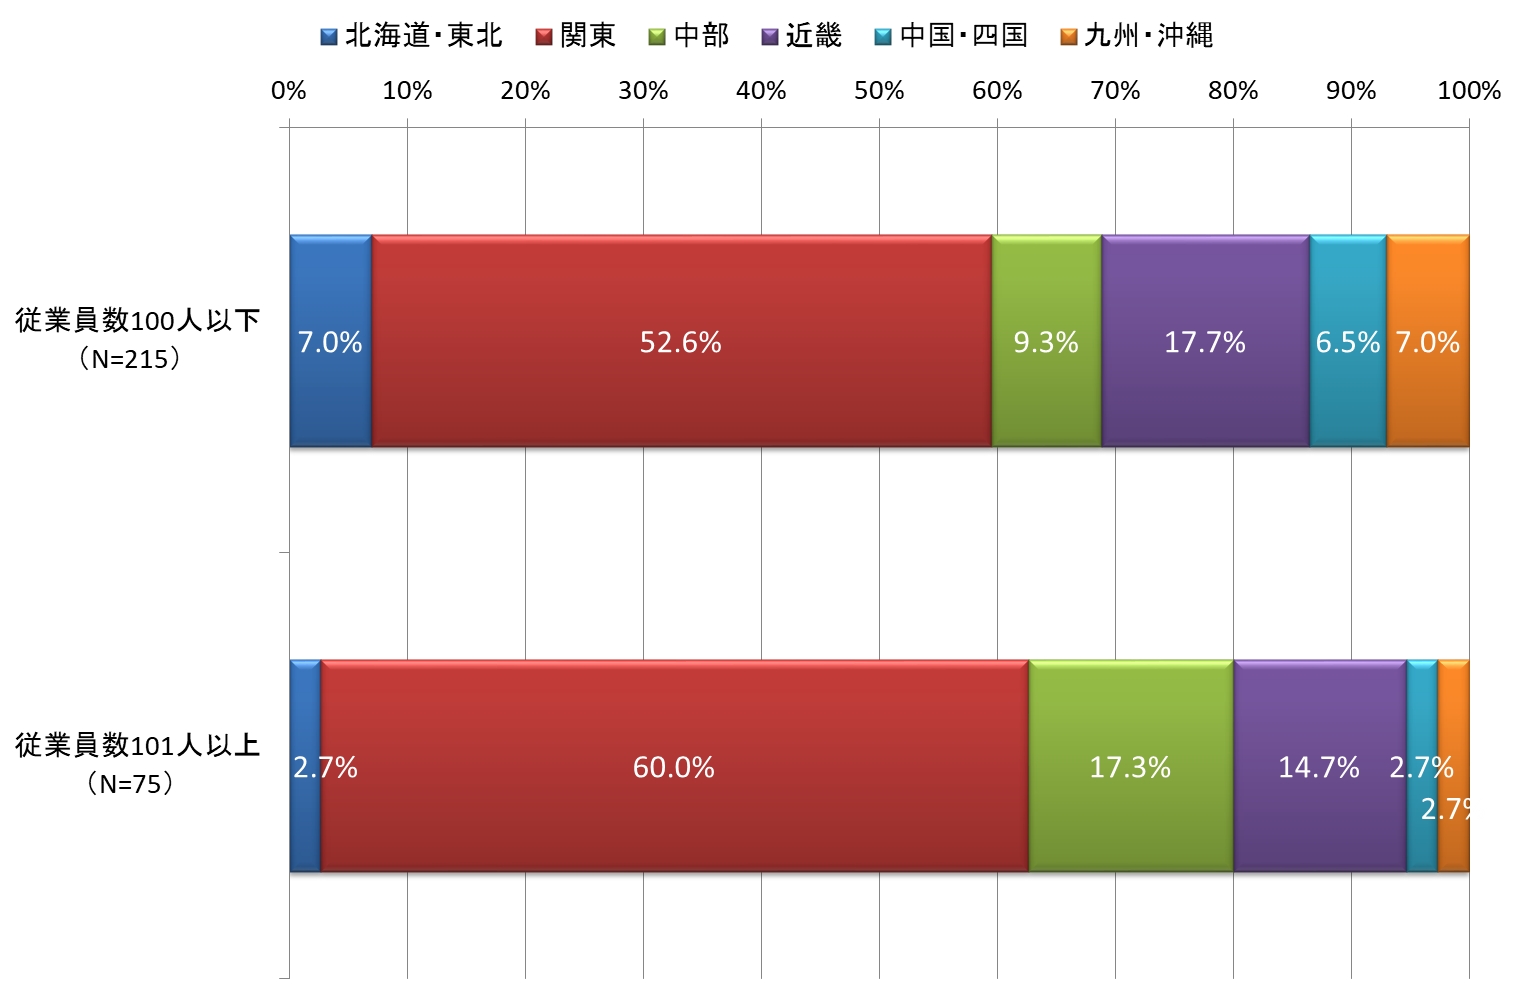 北海道・東北 関東 中部 近畿 中国・四国 九州・沖縄
0% 10% 20% 30% 40% 50% 60% 70% 80% 90% 100%
従業員数100人以下
（N=215）
7.0% 52.6% 9.3% 17.7% 6.5% 7.0%
従業員数101人以上
（N=75）
2.7% 60.0% 17.3% 14.7% 2.7%
2.7%